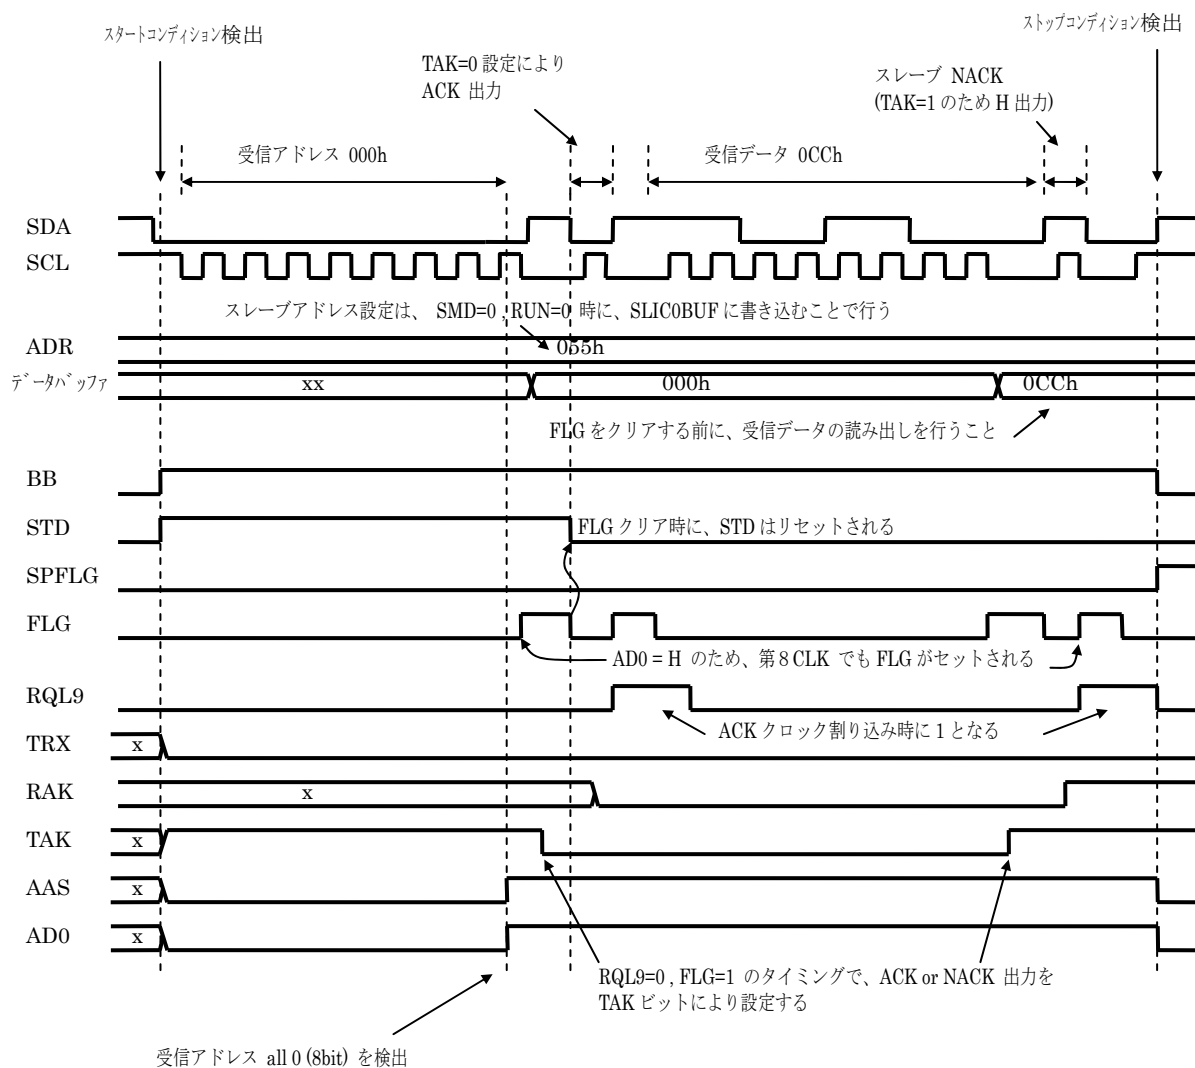 スタートコンディション検出
ストップコンディション検出
TAK=0 設定により
ACK 出力
スレーブ NACK
(TAK=1 のため H 出力)
受信アドレス 000h
受信データ 0CCh
SDA
SCL
スレーブアドレス設定は、 SMD=0 , RUN=0 時に、SLIC0BUF に書き込むことで行う
ADR
055h
データバッファ
xx
000h
0CCh
FLG をクリアする前に、受信データの読み出しを行うこと
BB
STD
FLG クリア時に、STD はリセットされる
SPFLG
FLG
AD0 = H のため、第8 CLK でも FLG がセットされる
RQL9
ACK クロック割り込み時に 1 となる
TRX
x
RAK
x
TAK
x
AAS
x
AD0
x
RQL9=0 , FLG=1 のタイミングで、ACK or NACK 出力を
TAK ビットにより設定する
受信アドレス all 0 (8bit) を検出